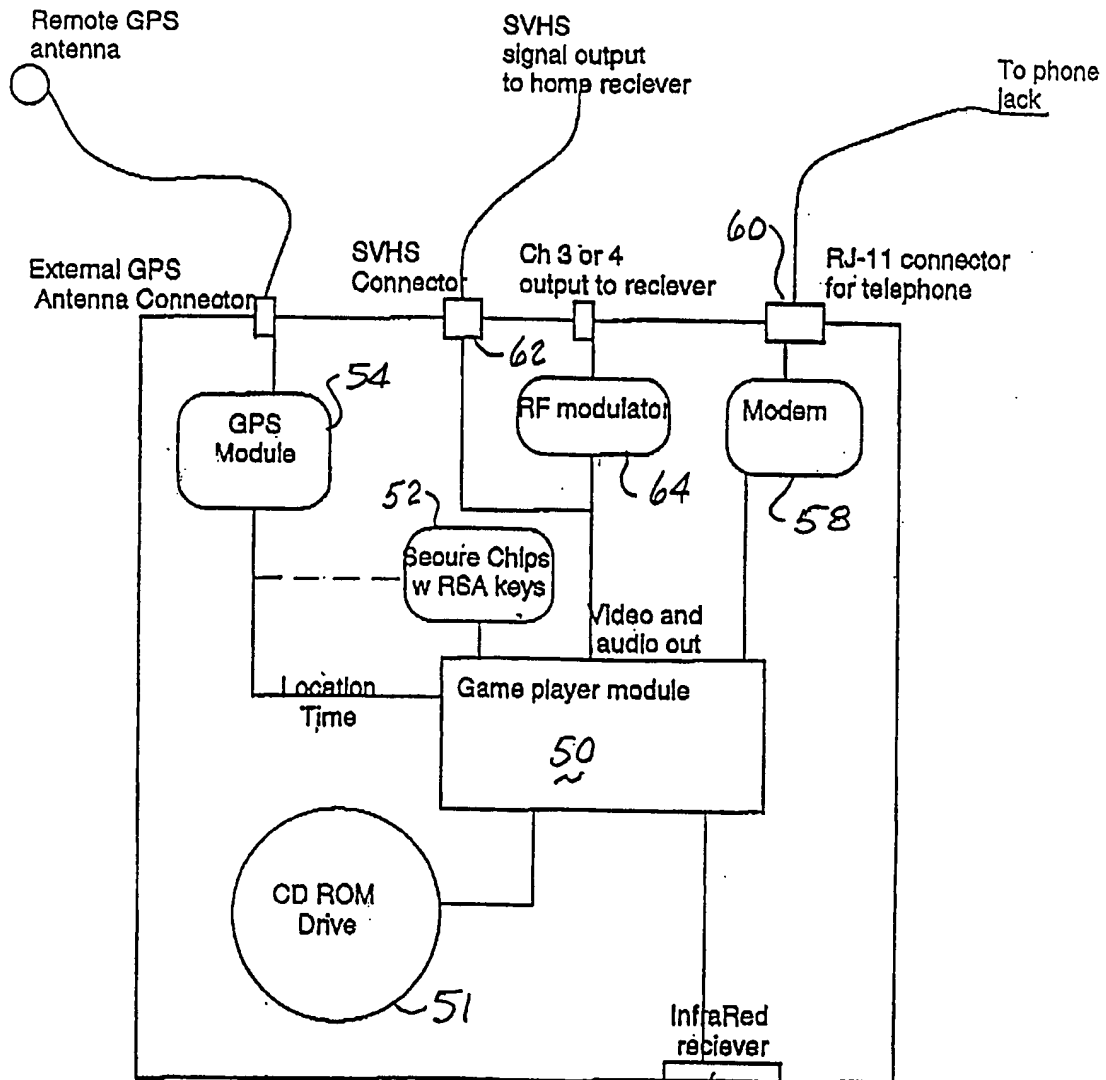 Remote GPS
antenna
SVHS
signal output
to home reciever
To phone
jack
External GPS
Antenna Connector
SVHS
Connector
Ch 3 or 4
output to reciever
60
RJ-11 connector
for telephone
62
54
GPS
Module
RF modulator
Modem
64
58
52
Secure Chips
w RSA keys
Video and
audio out
Location
Time
Game player module
50
CD ROM
Drive
51
InfraRed
reciever